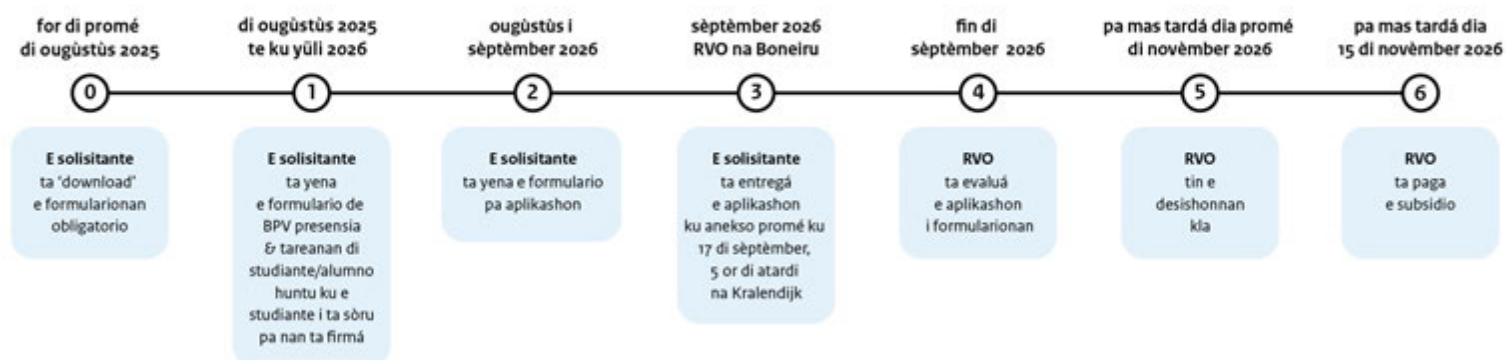 for di promé
di ougùstùs 2025
di ougùstùs 2025
te ku yüli 2026
ougùstùs i
sèptèmber 2026
sèptèmber 2026
RVO na Boneiru
fin di
sèptèmber 2026
pa mas tardá dia promé
di novèmber 2026
pa mas tardá dia
15 di novèmber 2026
0
1
2
3
4
5
6
E solisitante
ta 'download'
e formularionan
obligatorio
E solisitante
ta yena
e formulario de
BPV presensia
& tareanan di
studiante/alumno
huntu ku e
studiante i ta sòru
pa nan ta firmá
E solisitante
ta yena e formulario
pa aplikashon
E solisitante
ta entregá
e aplikashon
ku anekso promé ku
17 di sèptèmber,
5 or di atardi
na Kralendijk
RVO
ta evaluá
e aplikashon
i formularionan
RVO
tin e
desishonnan
kla
RVO
ta paga
e subsidio